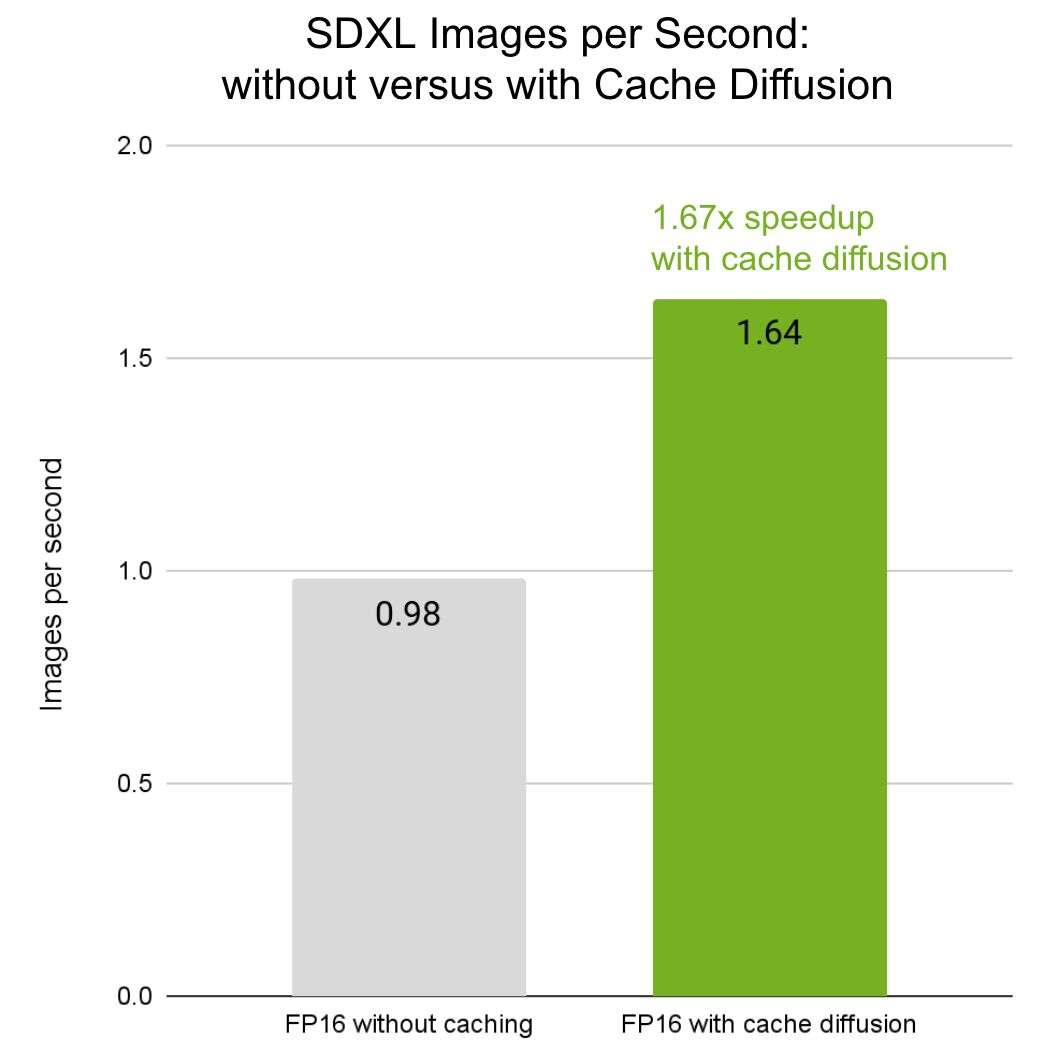 SDXL Images per Second:
without versus with Cache Diffusion
2.0
1.67x speedup
with cache diffusion
1.64
1.5
Images per second
1.0
0.98
0.5
0.0
FP16 without caching
FP16 with cache diffusion